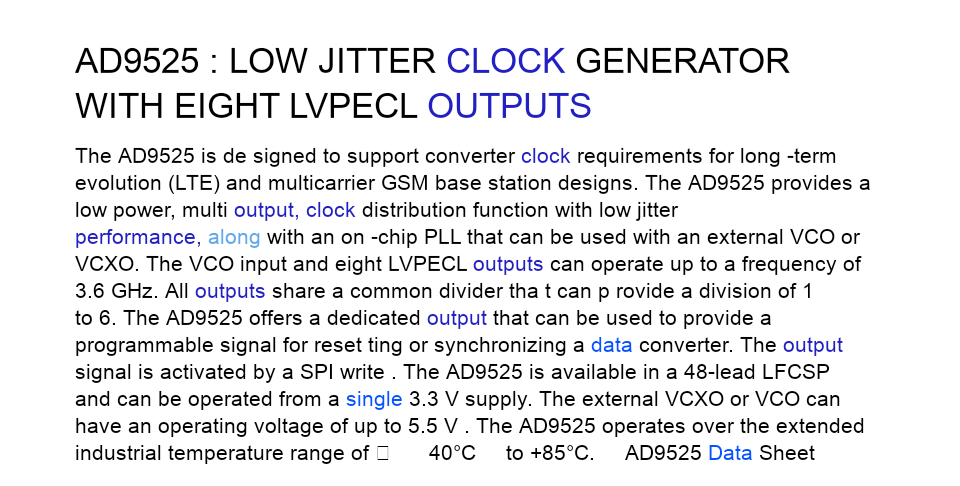 AD9525 : LOW JITTER CLOCK GENERATOR
WITH EIGHT LVPECL OUTPUTS
The AD9525 is de signed to support converter clock requirements for long -term
evolution (LTE) and multicarrier GSM base station designs. The AD9525 provides a
low power, multi output, clock distribution function with low jitter
performance, along with an on -chip PLL that can be used with an external VCO or
VCXO. The VCO input and eight LVPECL outputs can operate up to a frequency of
3.6 GHz. All outputs share a common divider tha t can p rovide a division of 1
to 6. The AD9525 offers a dedicated output that can be used to provide a
programmable signal for reset ting or synchronizing a data converter. The output
signal is activated by a SPI write . The AD9525 is available in a 48-lead LFCSP
and can be operated from a single 3.3 V supply. The external VCXO or VCO can
have an operating voltage of up to 5.5 V . The AD9525 operates over the extended
industrial temperature range of □ 40°C to +85°C. AD9525 Data Sheet